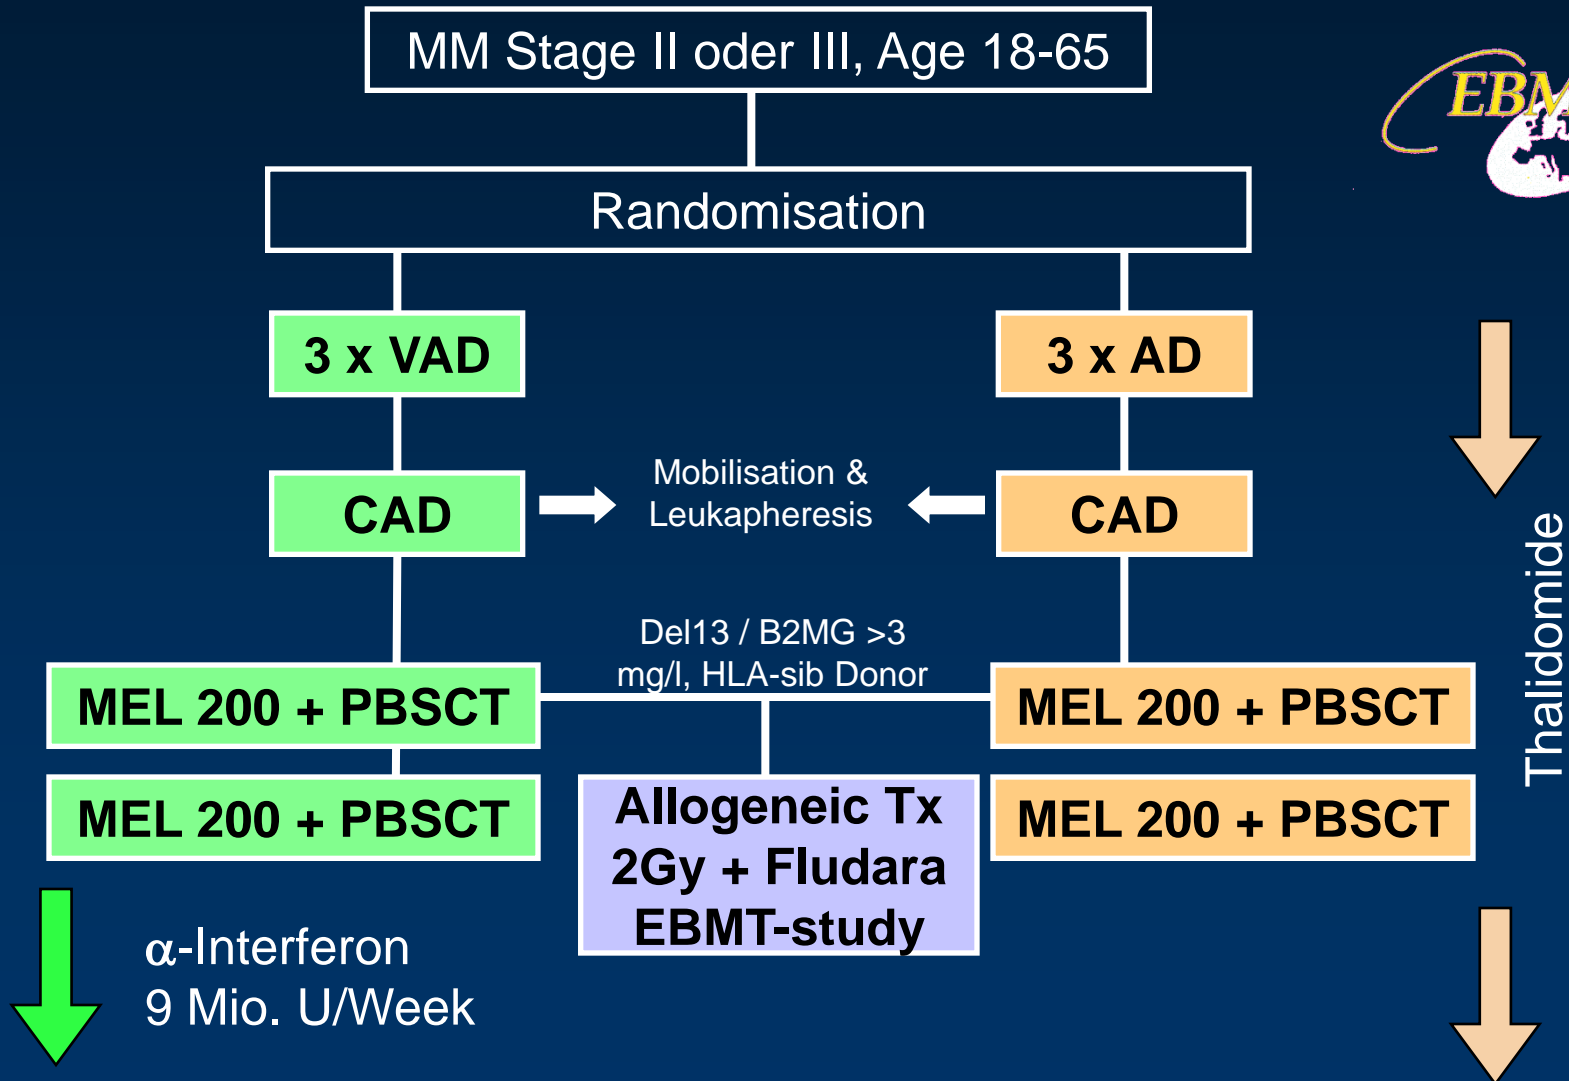 MM Stage II oder III, Age 18-65
EBM
Randomisation
3 x VAD
3 x AD
CAD
Mobilisation &
Leukapheresis
CAD
Del13 / B2MG >3
mg/l, HLA-sib Donor
MEL 200 + PBSCT
MEL 200 + PBSCT
MEL 200 + PBSCT
Allogeneic Tx
2Gy + Fludara
EBMT-study
MEL 200 + PBSCT
Thalidomide
α-Interferon
9 Mio. U/Week